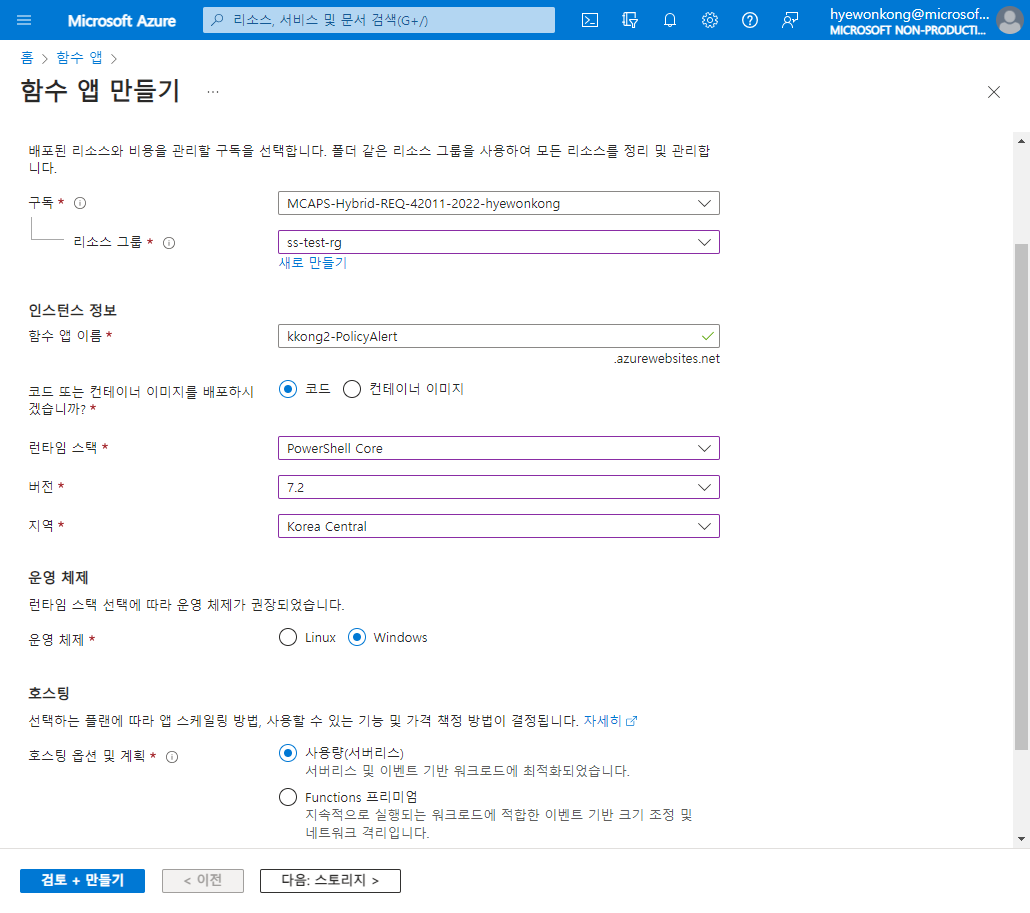 Microsoft Azure
리소스, 서비스 및 문서 검색(G+/)
hyewonkong@microsof...
MICROSOFT NON-PRODUCTI...
홈 > 함수 앱 >
함수 앱 만들기 ...
배포된 리소스와 비용을 관리할 구독을 선택합니다. 폴더 같은 리소스 그룹을 사용하여 모든 리소스를 정리 및 관리합
니다.
구독 * MCAPS-Hybrid-REQ-42011-2022-hyewonkong
리소스 그룹 * ss-test-rg
새로 만들기
인스턴스 정보
함수 앱 이름 * kkong2-PolicyAlert
.azurewebsites.net
코드 또는 컨테이너 이미지를 배포하시
겠습니까? *
코드 컨테이너 이미지
런타임 스택 * PowerShell Core
버전 * 7.2
지역 * Korea Central
운영 체제
런타임 스택 선택에 따라 운영 체제가 권장되었습니다.
운영 체제 * Linux Windows
호스팅
선택하는 플랜에 따라 앱 스케일링 방법, 사용할 수 있는 기능 및 가격 책정 방법이 결정됩니다. 자세히
호스팅 옵션 및 계획 * 사용량(서버리스)
서버리스 및 이벤트 기반 워크로드에 최적화되었습니다.
Functions 프리미엄
지속적으로 실행되는 워크로드에 적합한 이벤트 기반 크기 조정 및
네트워크 격리입니다.
검토 + 만들기 < 이전 다음: 스토리지 >